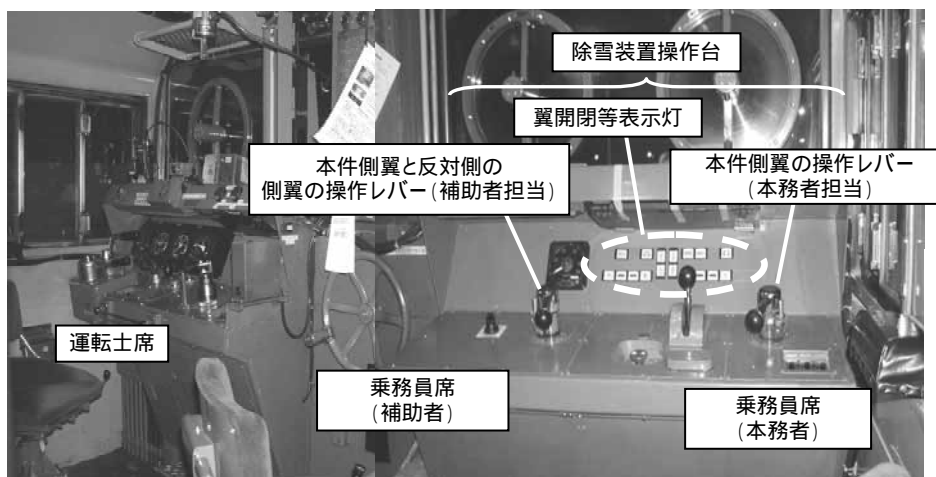 除雪装置操作台
翼開閉等表示灯
本件側翼と反対側の
側翼の操作レバー(補助者担当)
本件側翼の操作レバー
(本務者担当)
運転士席
乗務員席
(補助者)
乗務員席
(本務者)